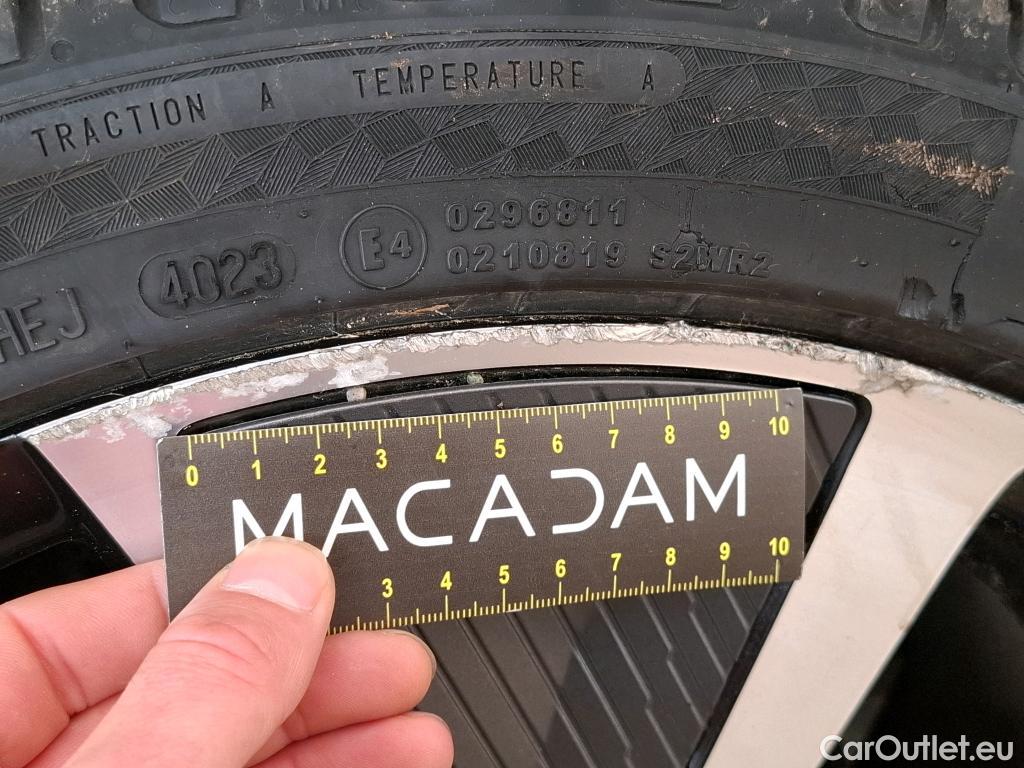 TRACTION A TEMPERATURE A
HEJ 4023 E4 0296811
0210819 S2WR2
0 1 2 3 4 5 6 7 8 9 10
MACADAM
3 4 5 6 7 8 9 10
CarOutlet.eu